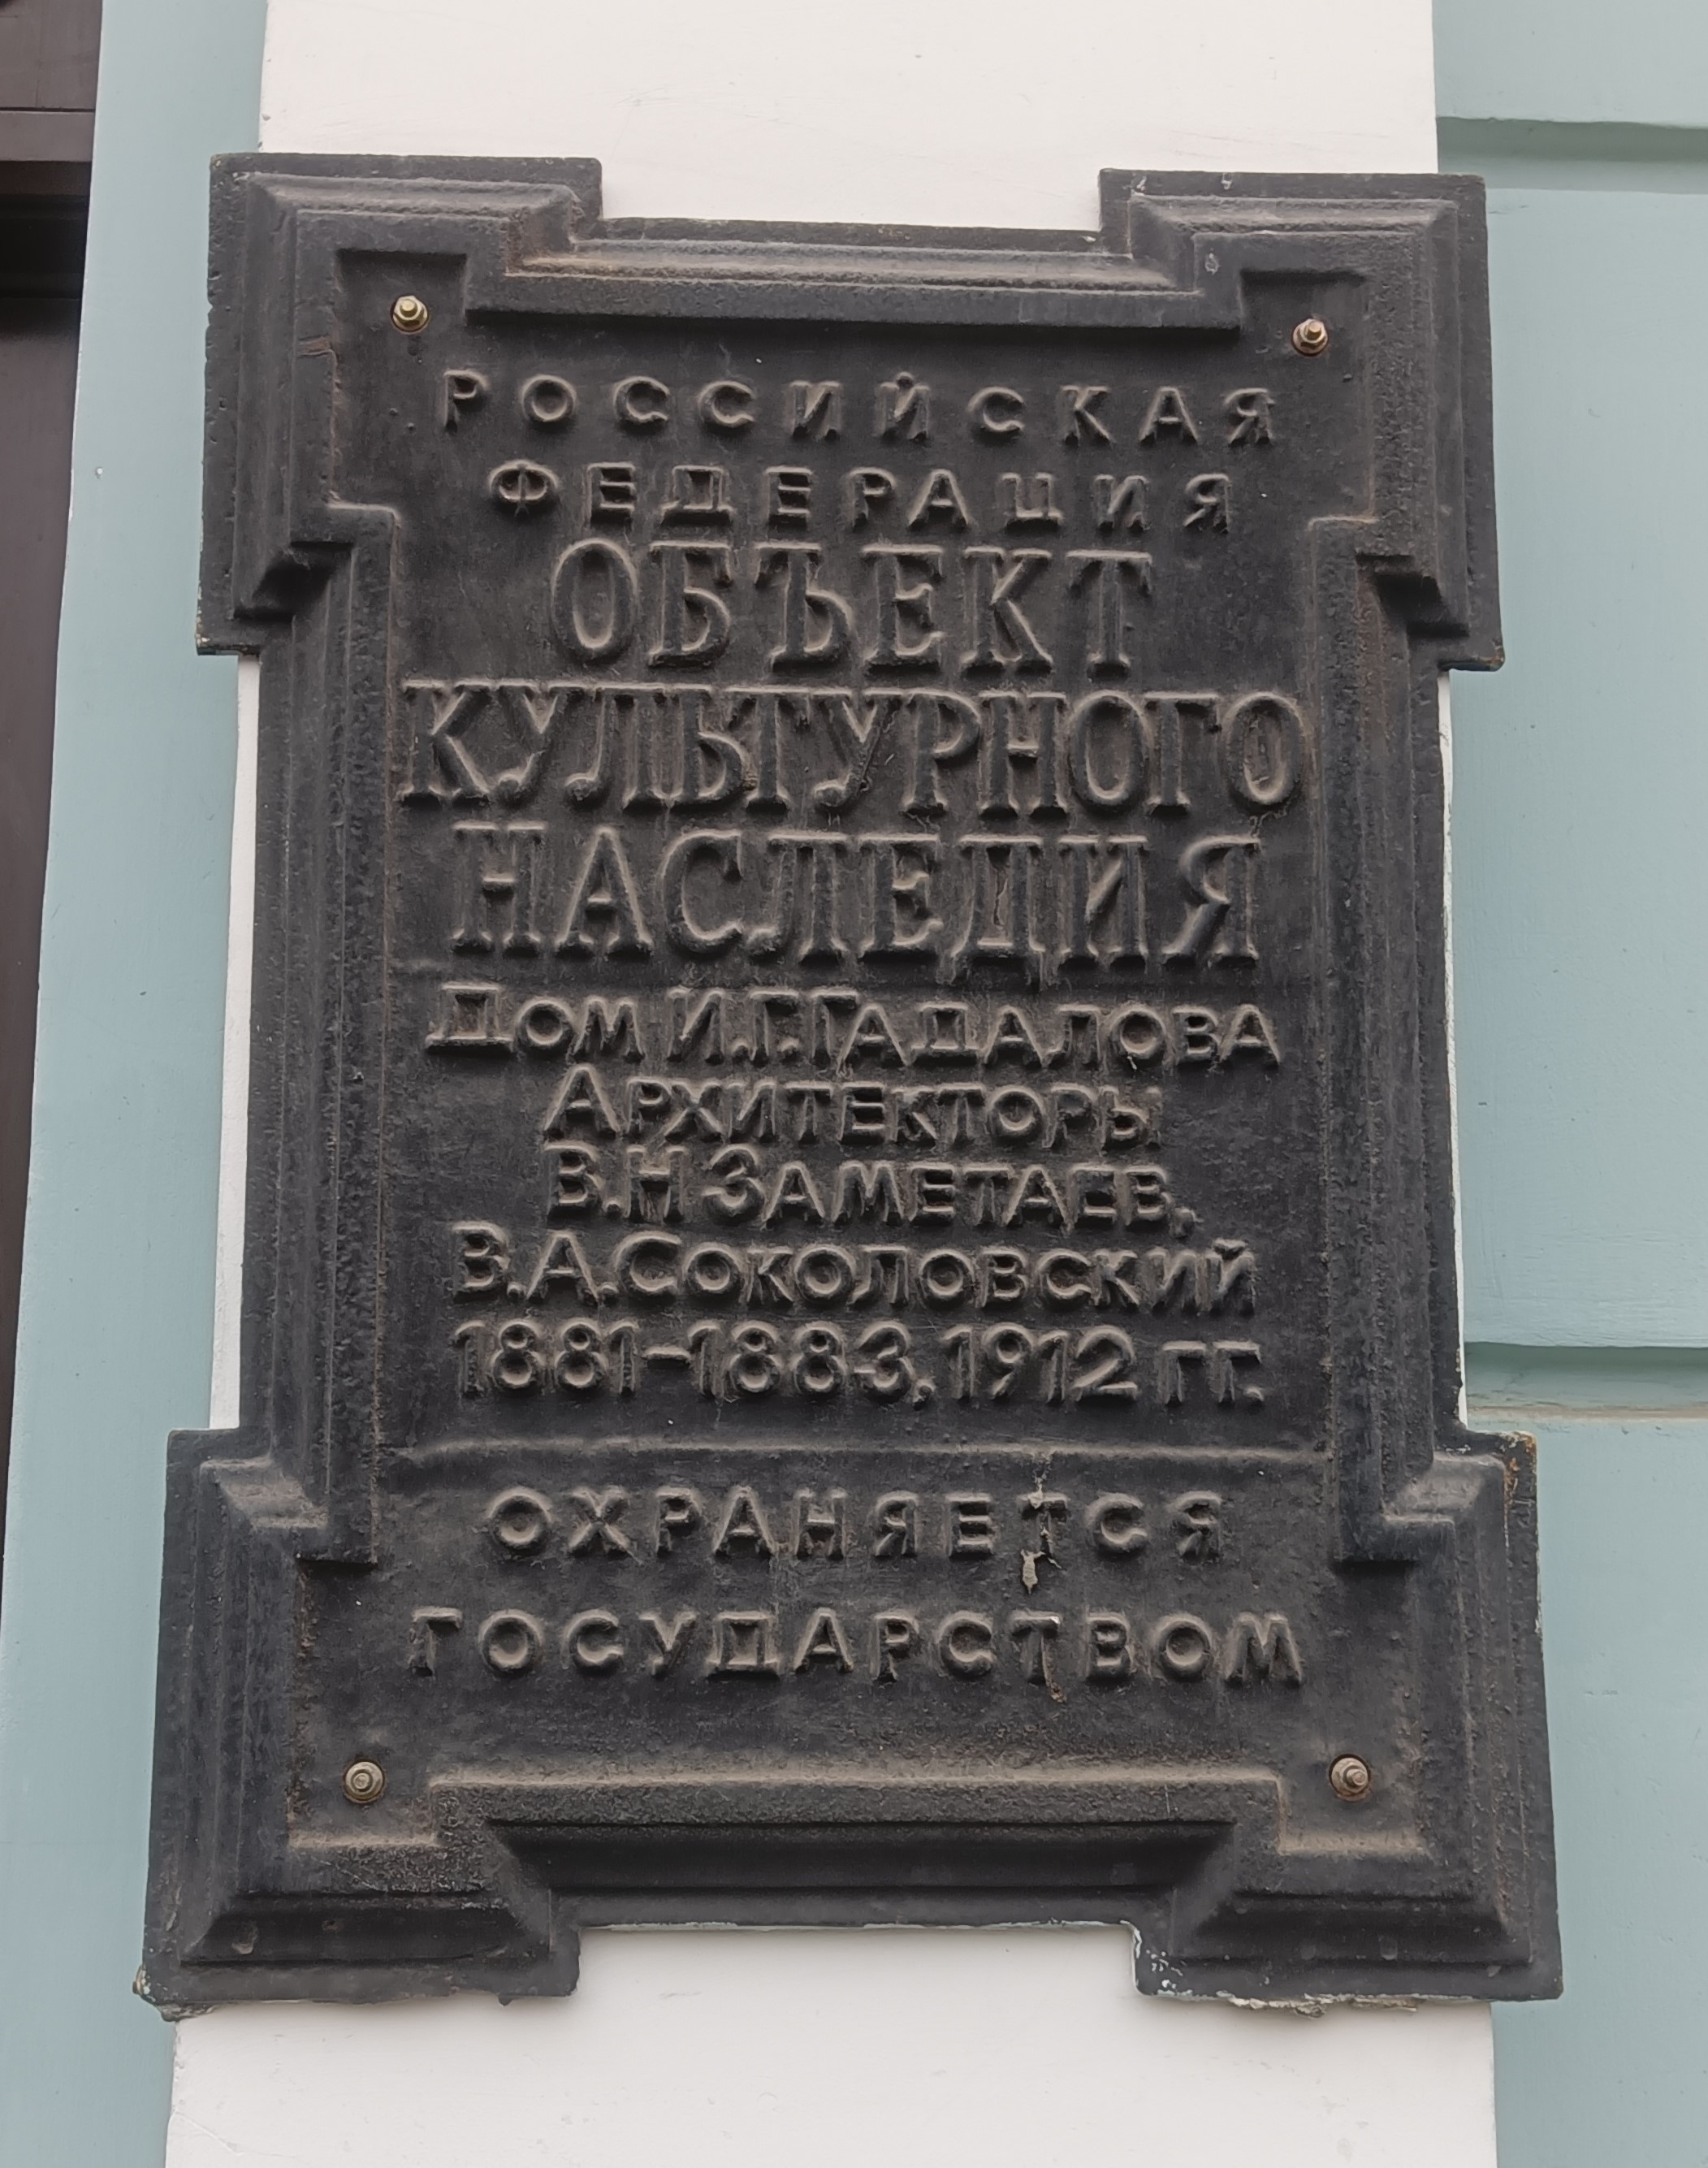 РОССИЙСКАЯ
ФЕДЕРАЦИЯ
ОБЪЕКТ
КУЛЬТУРНОГО
НАСЛЕДИЯ
ДОМ И.Г.ГАДАЛОВА
АРХИТЕКТОРЫ
В.Н ЗАМЕТАЕВ,
В.А.СОКОЛОВСКИЙ
1881-1883, 1912 гг.
ОХРАНЯЕТСЯ
ГОСУДАРСТВОМ